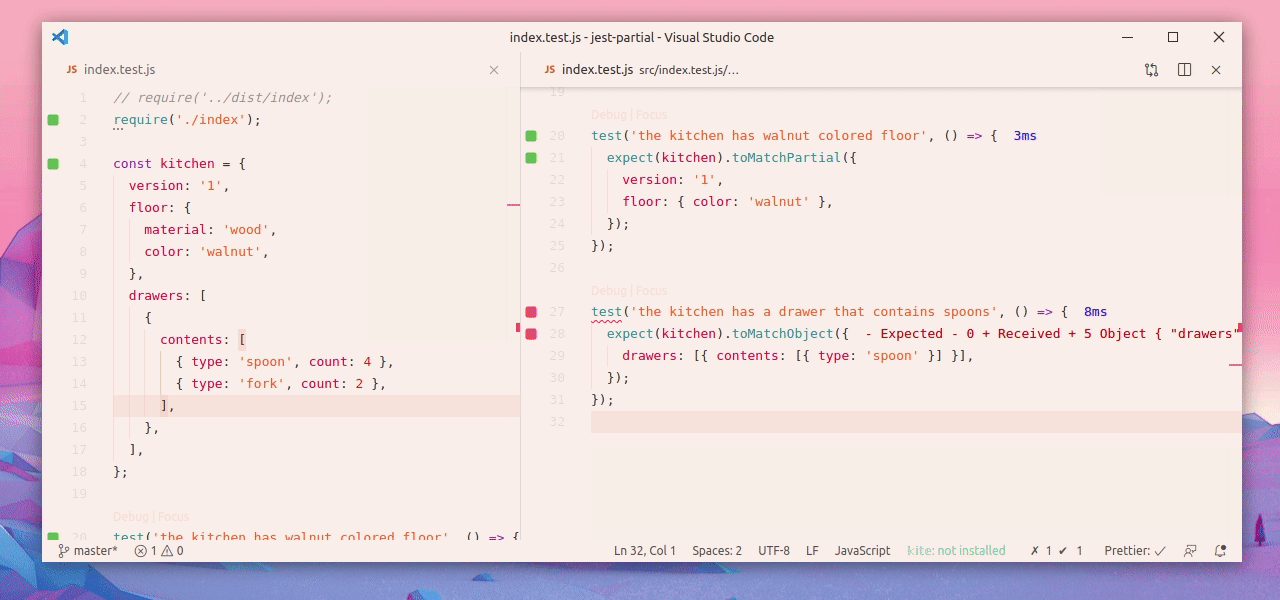 index.test.js - jest-partial - Visual Studio Code
JS index.test.js
1 // require('../dist/index');
2 require('./index');
3
4 const kitchen = {
5 version: '1',
6 floor: {
7 material: 'wood',
8 color: 'walnut',
9 },
10 drawers: [
11 {
12 contents: [
13 { type: 'spoon', count: 4 },
14 { type: 'fork', count: 2 },
15 ],
16 },
17 ],
18 };
19
Debug | Focus
20 test('the kitchen has walnut colored floor', () => {
JS index.test.js src/index.test.js/...
19
Debug | Focus
20 test('the kitchen has walnut colored floor', () => { 3ms
21 expect(kitchen).toMatchPartial({
22 version: '1',
23 floor: { color: 'walnut' },
24 });
25 });
26
Debug | Focus
27 test('the kitchen has a drawer that contains spoons', () => { 8ms
28 expect(kitchen).toMatchObject({ - Expected - 0 + Received + 5 Object { "drawers"
29 drawers: [{ contents: [{ type: 'spoon' }] }],
30 });
31 });
32
master* 1 0 Ln 32, Col 1 Spaces: 2 UTF-8 LF JavaScript kite: not installed ✗ 1 ✔ 1 Prettier: ✓